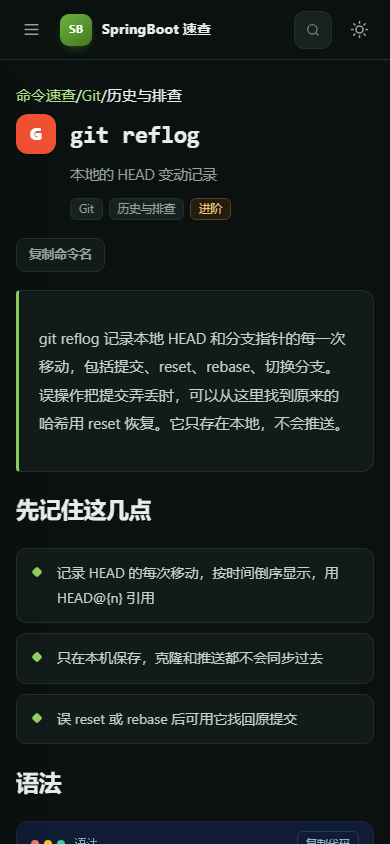 SB SpringBoot 速查
命令速查/Git/历史与排查
G git reflog
本地的 HEAD 变动记录
Git 历史与排查 进阶
复制命令名
git reflog 记录本地 HEAD 和分支指针的每一次
移动，包括提交、reset、rebase、切换分支。
误操作把提交弄丢时，可以从这里找到原来的
哈希用 reset 恢复。它只存在本地，不会推送。
先记住这几点
记录 HEAD 的每次移动，按时间倒序显示，用
HEAD@{n} 引用
只在本机保存，克隆和推送都不会同步过去
误 reset 或 rebase 后可用它找回原提交
语法
语法 复制代码